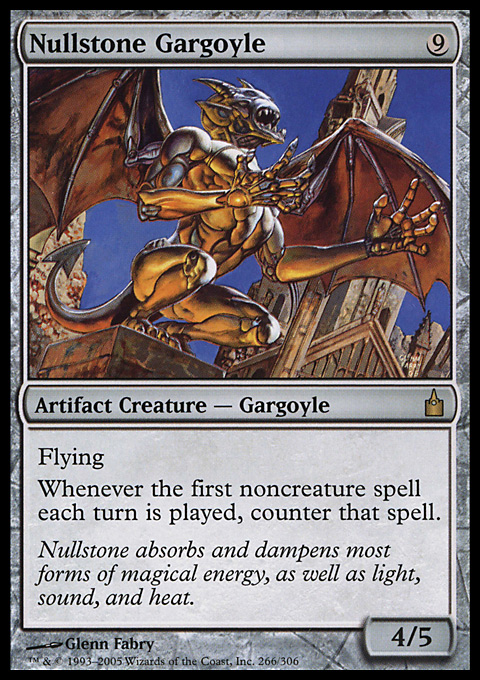 Nullstone Gargoyle 9
Artifact Creature — Gargoyle
Flying
Whenever the first noncreature spell
each turn is played, counter that spell.
Nullstone absorbs and dampens most
forms of magical energy, as well as light,
sound, and heat.
4/5
Glenn Fabry
™ & © 1993–2005 Wizards of the Coast, Inc. 266/306